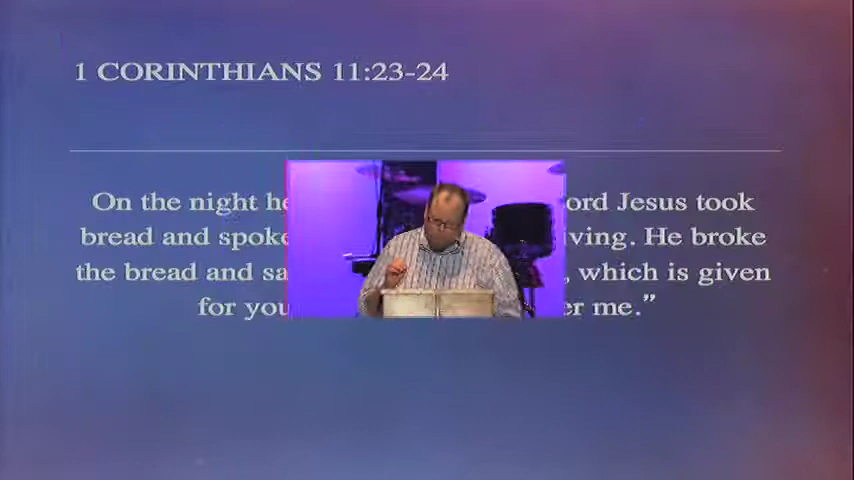 1 CORINTHIANS 11:23-24
On the night he ord Jesus took
bread and spoke iving. He broke
the bread and sa , which is given
for you er me.”